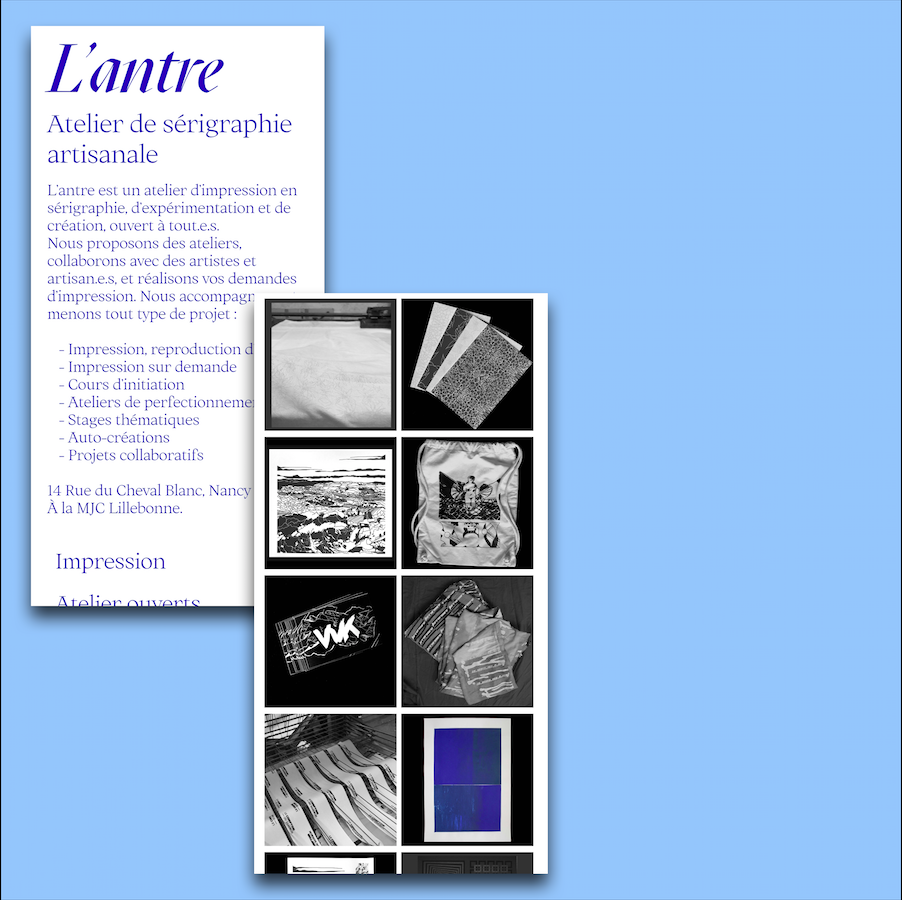 L'antre
Atelier de sérigraphie
artisanale
L'antre est un atelier d'impression en
sérigraphie, d'expérimentation et de
création, ouvert à tout.e.s.
Nous proposons des ateliers,
collaborons avec des artistes et
artisan.e.s, et réalisons vos demandes
d'impression. Nous
menons tout type de projet :
- Impression, reproduction
- Impression sur demande
- Cours d'initiation
- Ateliers de
- Stages thématiques
- Auto-créations
- Projets collaboratifs
14 Rue du Cheval Blanc, Nancy
À la MJC Lillebonne.
Impression
Atelier ouverts